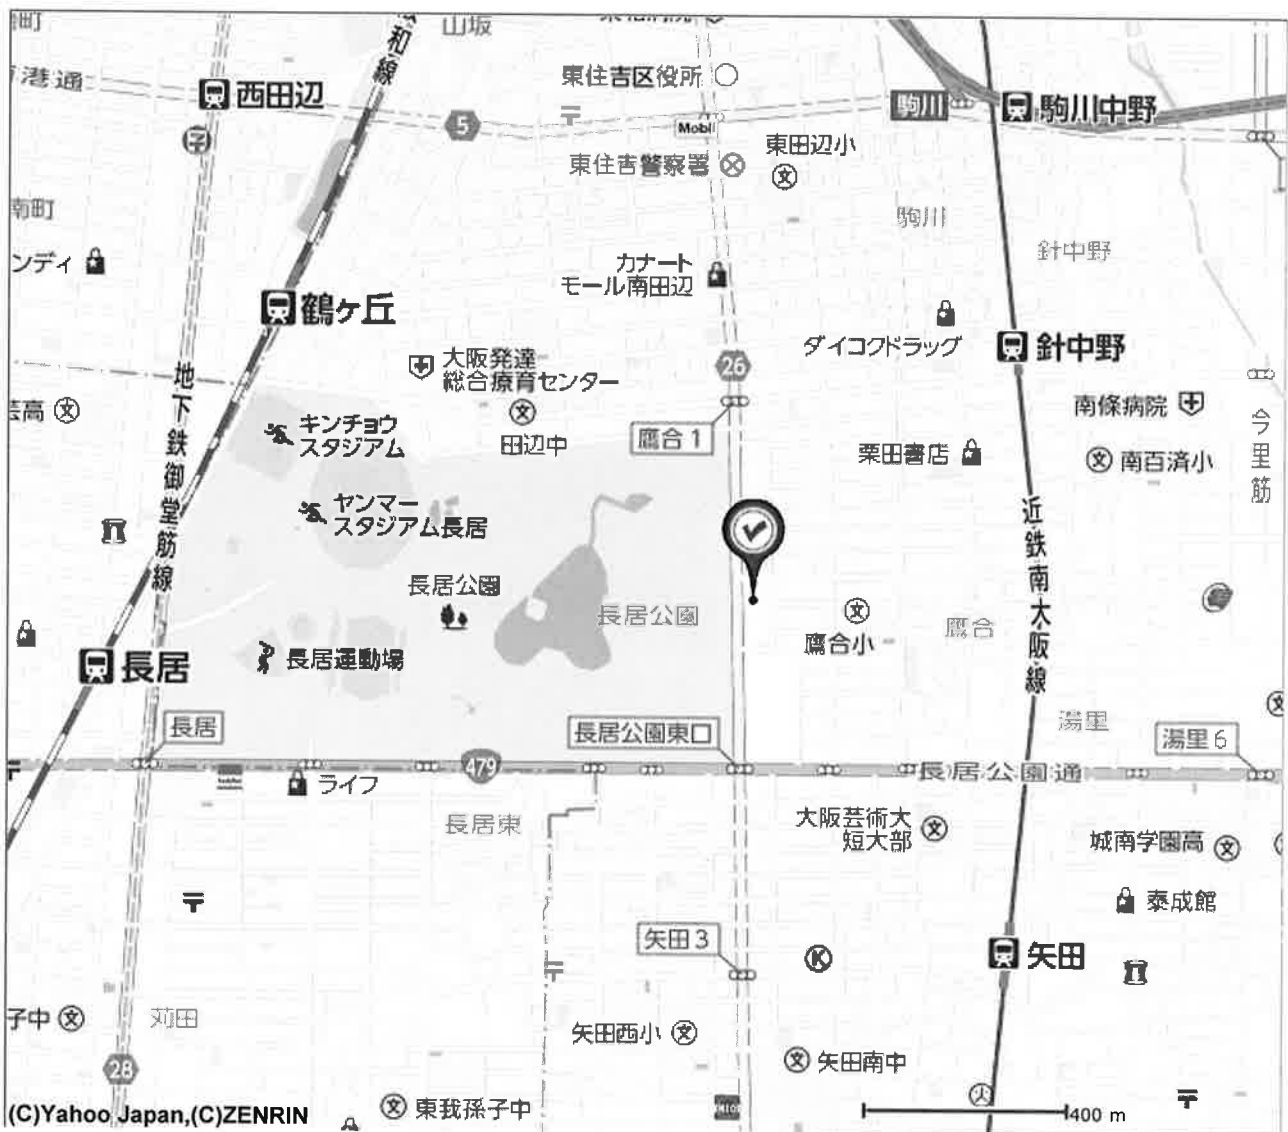 山坂
和線
港通
西田辺
5
東住吉区役所
Mobil
駒川
駒川中野
東住吉警察署
東田辺小
南町
ンディ
駒川
針中野
カナート
モール南田辺
鶴ヶ丘
ダイコクドラッグ
針中野
大阪発達
総合療育センター
26
地下鉄御堂筋線
芸高
キンチョウ
スタジアム
田辺中
鷹合1
栗田書店
南條病院
南百済小
今里筋
ヤンマー
スタジアム長居
近鉄南大阪線
長居公園
長居公園
鷹合小
鷹合
長居
長居運動場
長居
長居公園東口
湯里
湯里6
479
ライフ
長居公園通
長居東
大阪芸術大
短大部
城南学園高
泰成館
矢田3
K
矢田
子中
苅田
矢田西小
矢田南中
28
東我孫子中
(C)Yahoo Japan,(C)ZENRIN
400 m